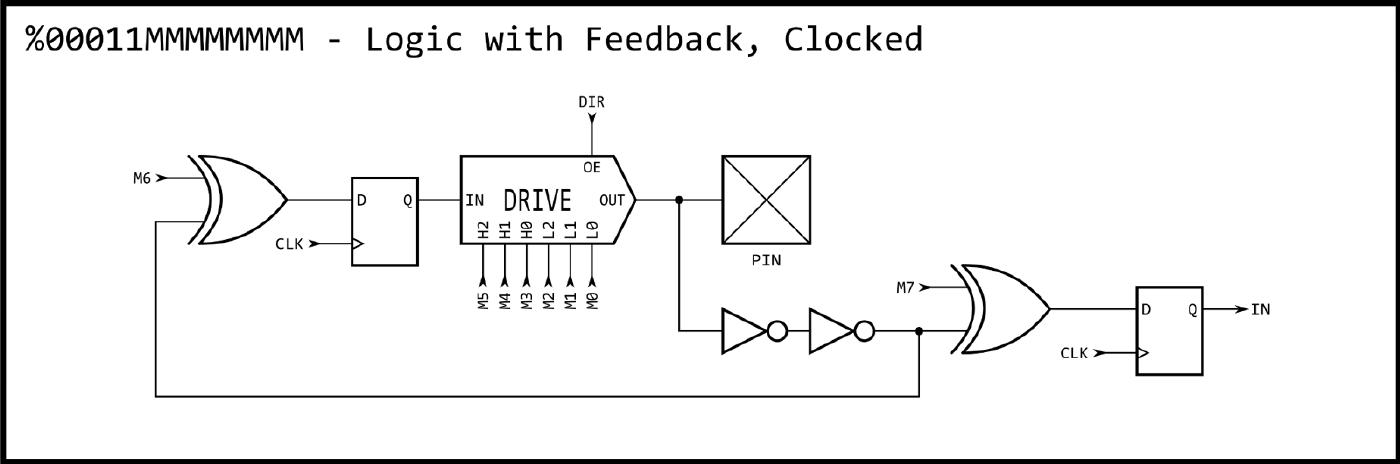 %00011MMMMMMMM - Logic with Feedback, Clocked
DIR
OE
M6
D
Q
IN
DRIVE
OUT
CLK
H2
H1
H0
L2
L1
L0
M5
M4
M3
M2
M1
M0
PIN
M7
D
Q
IN
CLK